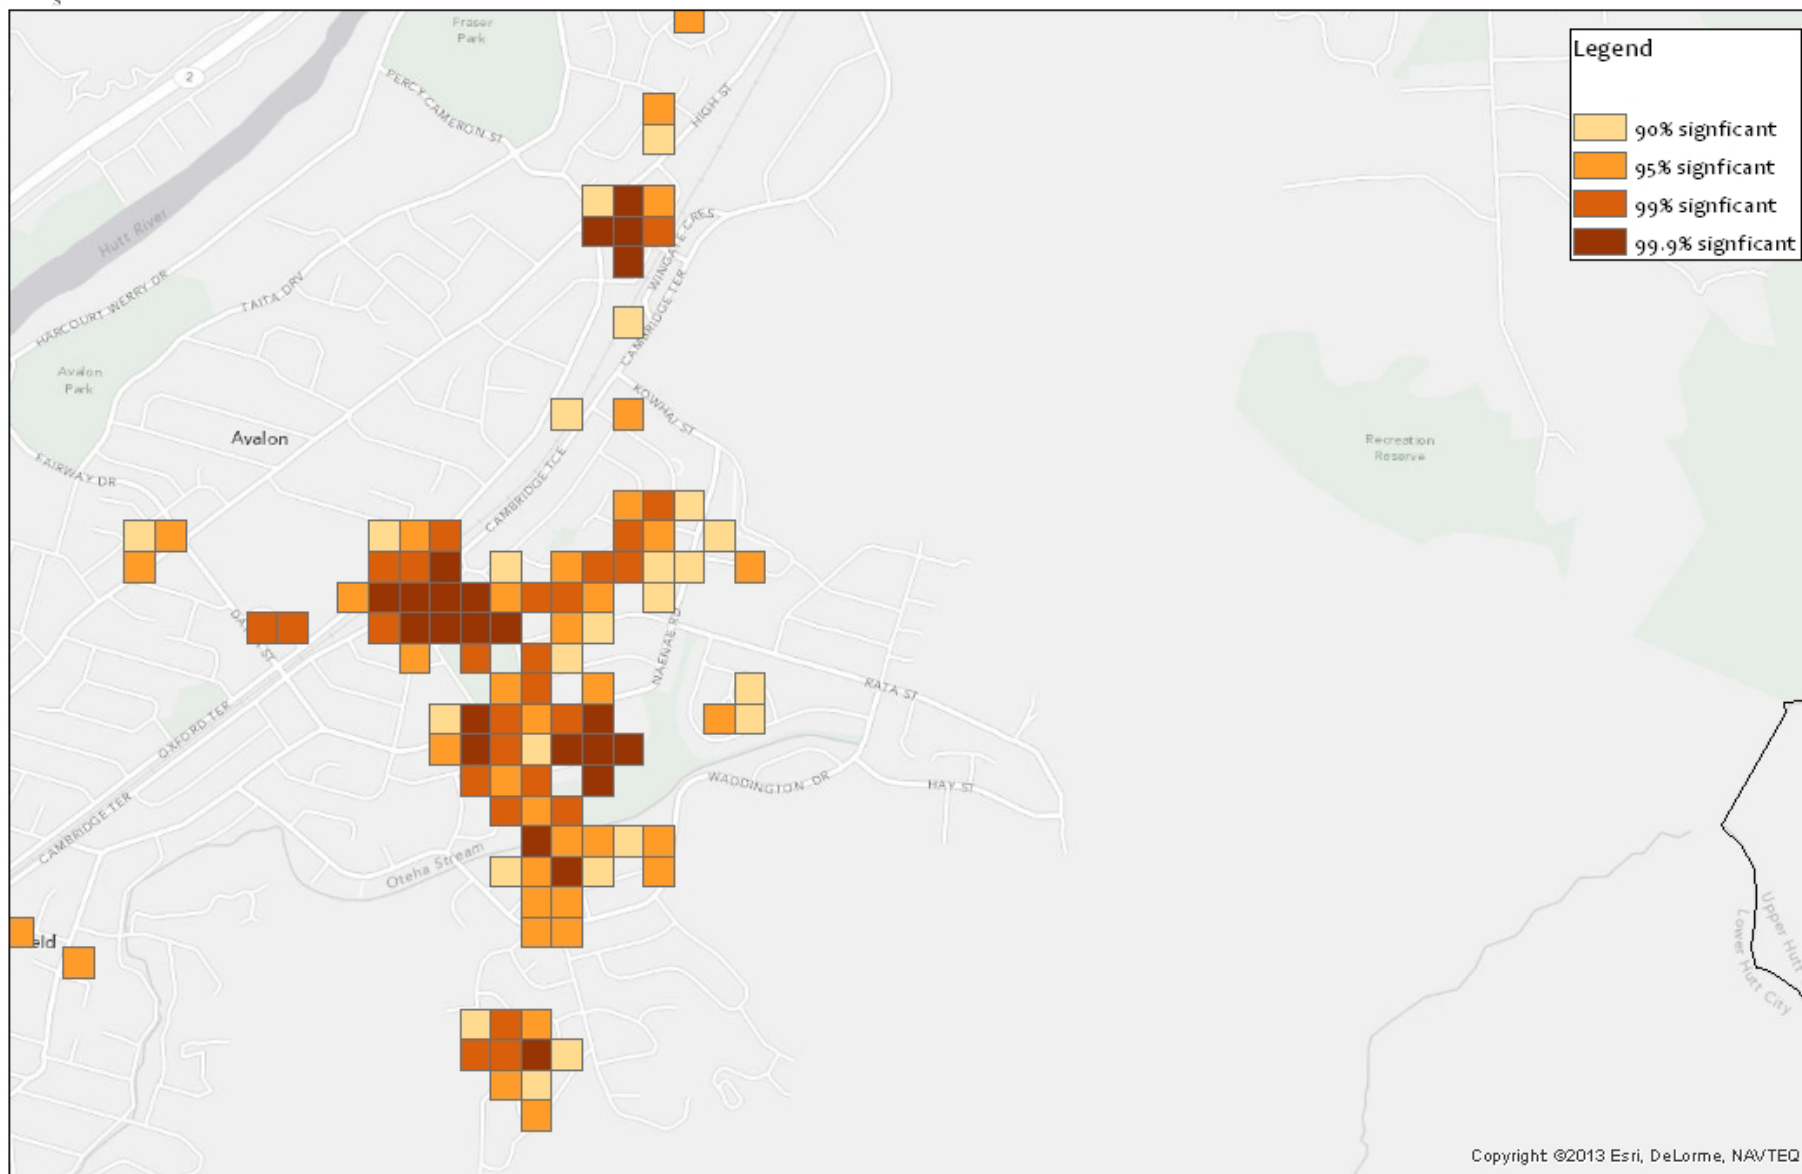 Fraser
Park
2
PERCY CAMERON ST
HIGH ST
Legend
90% signficant
95% signficant
99% signficant
99.9% signficant
Hutt River
HARCOURT WERRY DR
TAITA DRV
WINGATE CRES
CAMBRIDGE TER
Avalon
Park
KOWHAI ST
Avalon
Recreation
Reserve
FAIRWAY DR
CAMBRIDGE TCE
NAENAE RD
RATA ST
OXFORD TER
WADDINGTON DR
HAY ST
CAMBRIDGE TER
Oteha Stream
Upper Hutt
Lower Hutt City
eld
Copyright: ©2013 Esri, DeLorme, NAVTEQ